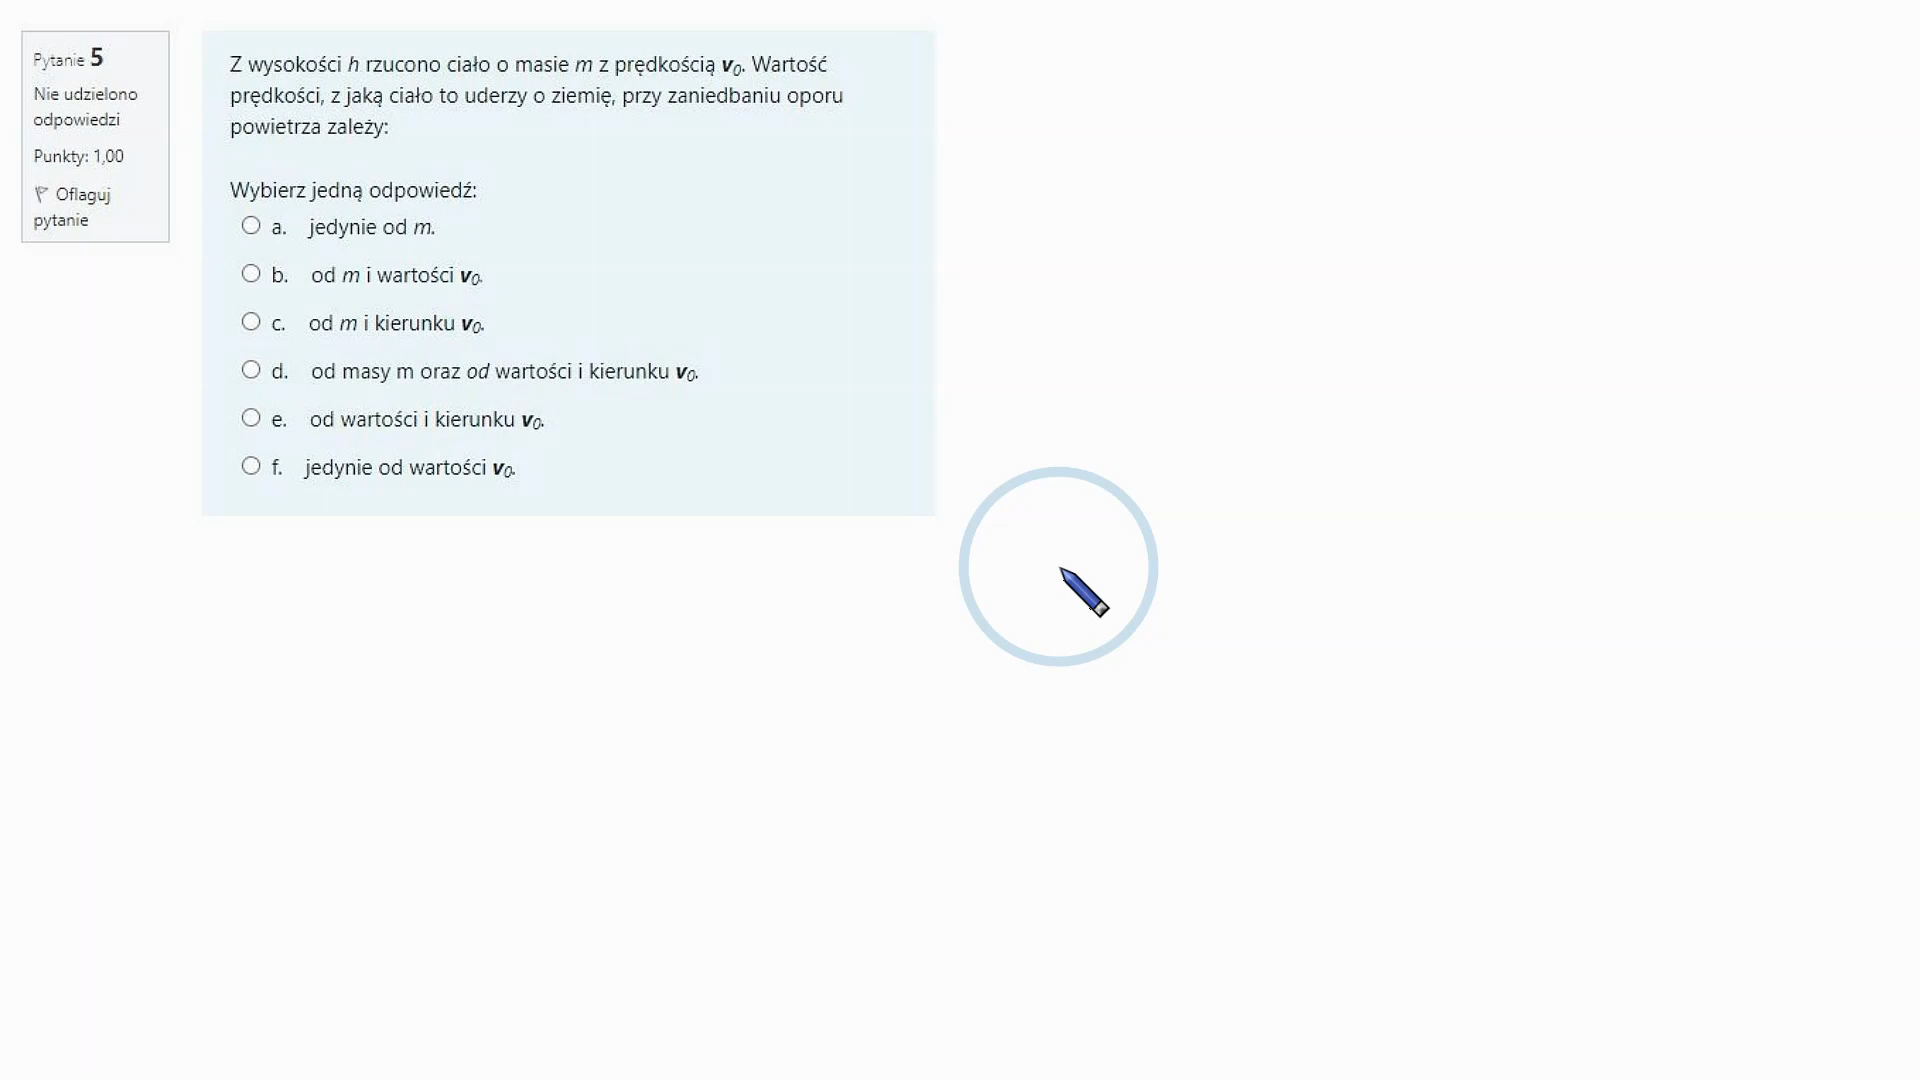 Pytanie 5
Nie udzielono
odpowiedzi
Punkty: 1,00
Oflaguj
pytanie
Z wysokości h rzucono ciało o masie m z prędkością v0. Wartość
prędkości, z jaką ciało to uderzy o ziemię, przy zaniedbaniu oporu
powietrza zależy:
Wybierz jedną odpowiedź:
a. jedynie od m.
b. od m i wartości v0.
c. od m i kierunku v0.
d. od masy m oraz od wartości i kierunku v0.
e. od wartości i kierunku v0.
f. jedynie od wartości v0.